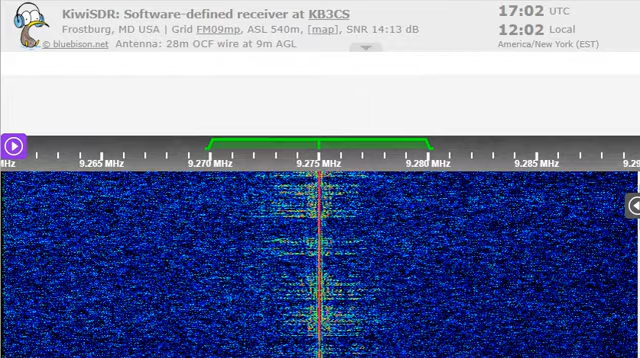 KiwiSDR: Software-defined receiver at KB3CS
17:02 UTC
Frostburg, MD USA | Grid FM09mp, ASL 540m, [map], SNR 14:13 dB
12:02 Local
© bluebison.net Antenna: 28m OCF wire at 9m AGL
America/New York (EST)
MHz 9.265 MHz 9.270 MHz 9.275 MHz 9.280 MHz 9.285 MHz 9.29